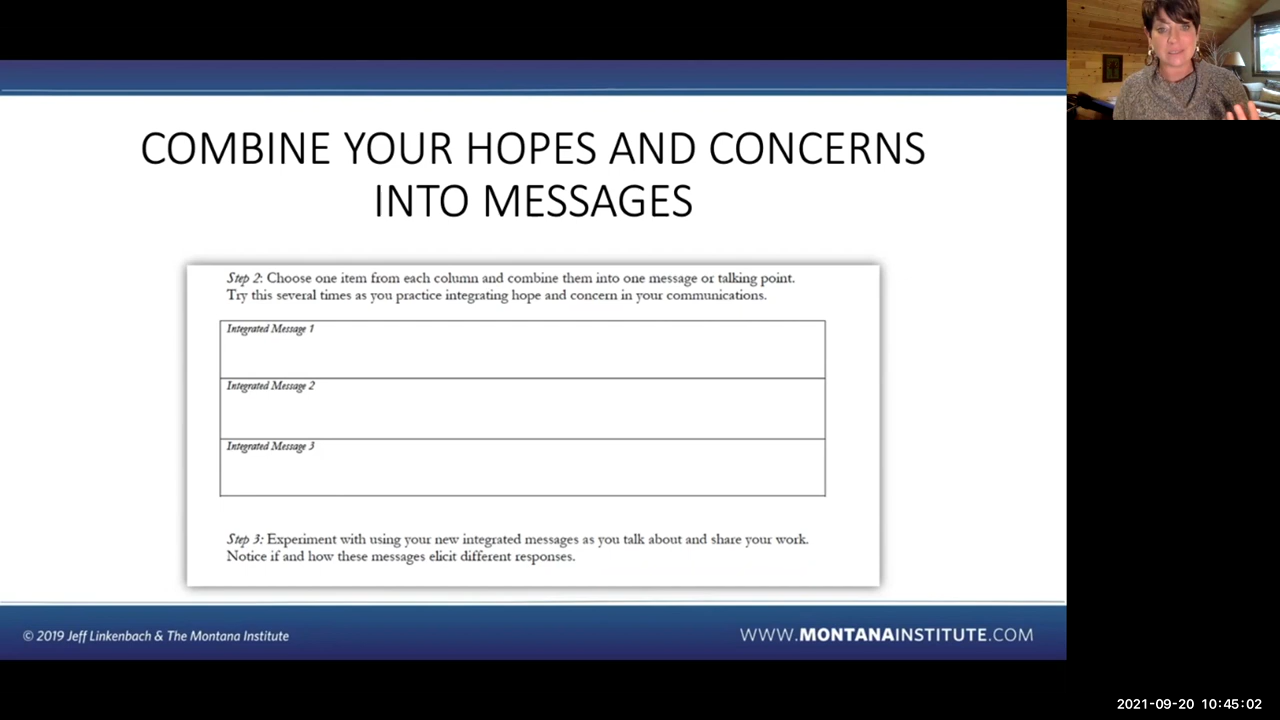 COMBINE YOUR HOPES AND CONCERNS
INTO MESSAGES
Step 2: Choose one item from each column and combine them into one message or talking point.
Try this several times as you practice integrating hope and concern in your communications.
Integrated Message 1
Integrated Message 2
Integrated Message 3
Step 3: Experiment with using your new integrated messages as you talk about and share your work.
Notice if and how these messages elicit different responses.
© 2019 Jeff Linkenbach & The Montana Institute
WWW.MONTANAINSTITUTE.COM
2021-09-20 10:45:02